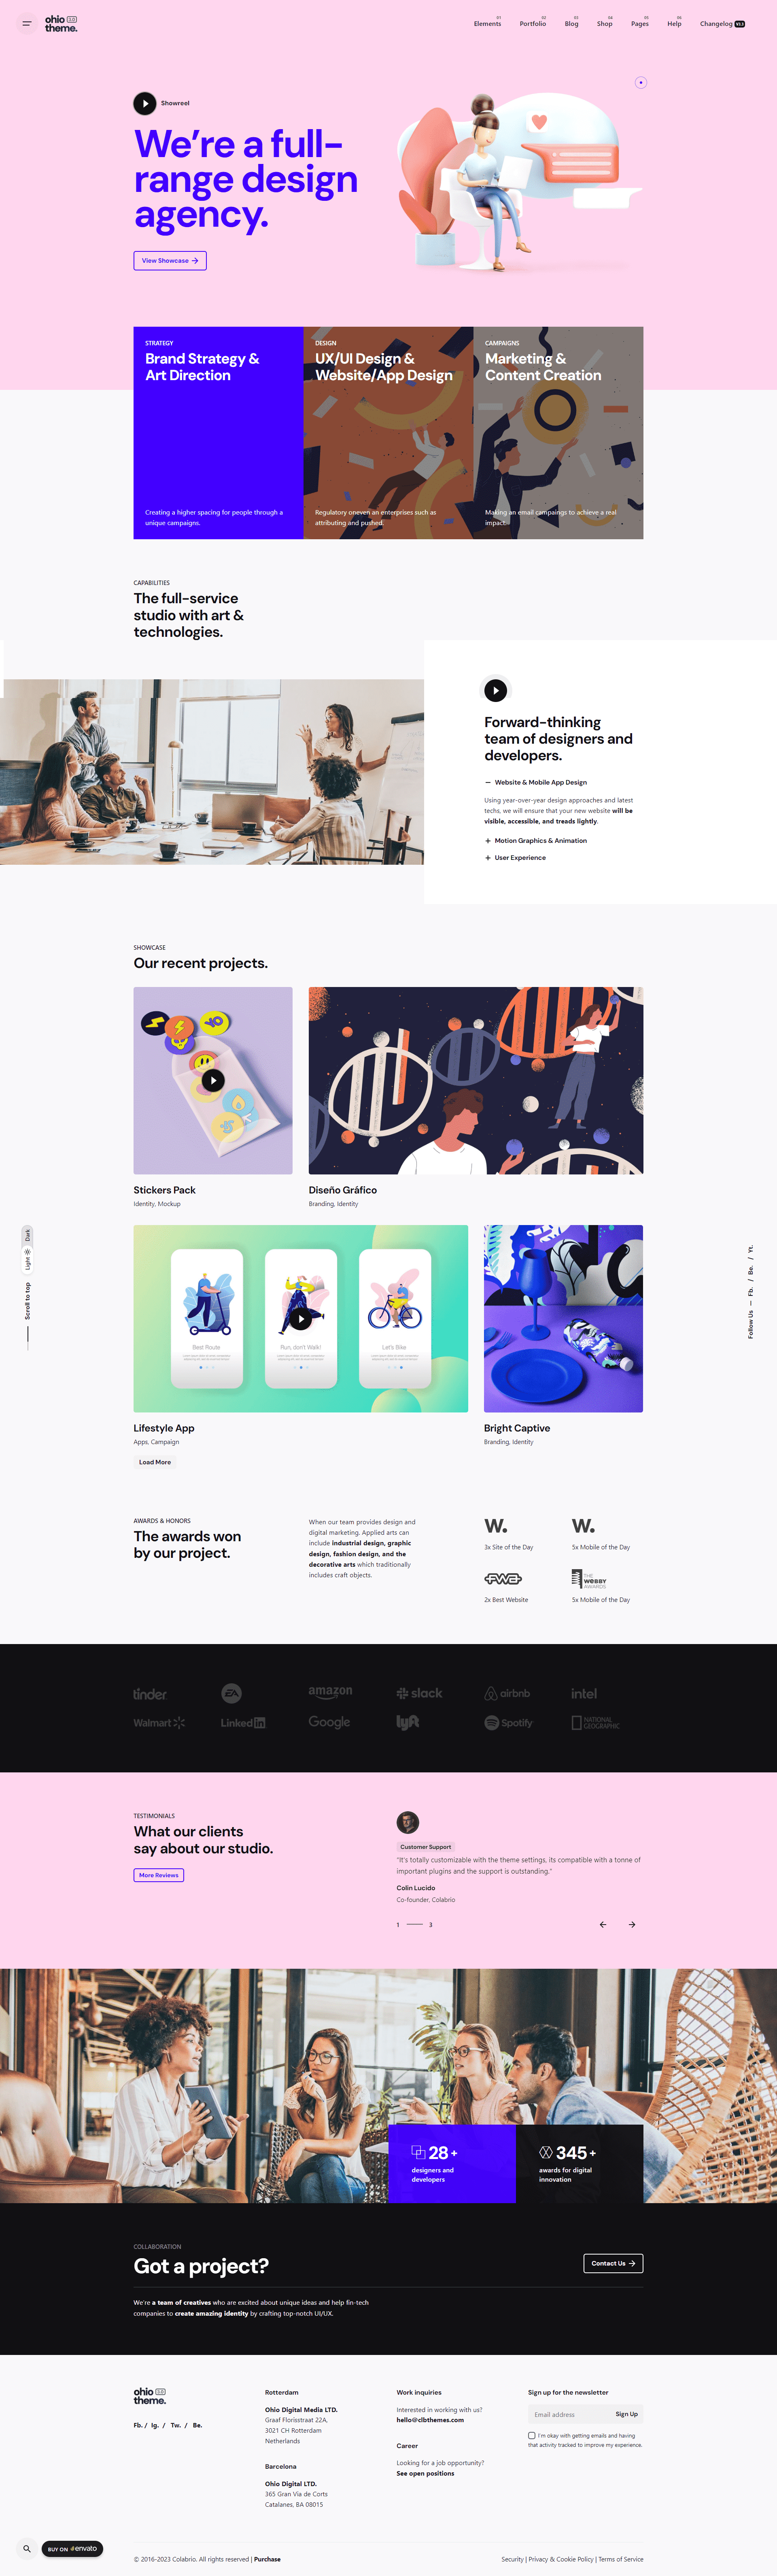 ohio
theme.
Elements 01
Portfolio 02
Blog 03
Shop 04
Pages 05
Help 06
Changelog
Showreel
We’re a full-
range design
agency.
View Showcase
STRATEGY
Brand Strategy &
Art Direction
Creating a higher spacing for people through a
unique campaigns.
DESIGN
UX/UI Design &
Website/App Design
Regulatory oneven an enterprises such as
attributing and pushed.
CAMPAIGNS
Marketing &
Content Creation
Making an email campaings to achieve a real
impact.
CAPABILITIES
The full-service
studio with art &
technologies.
Forward-thinking
team of designers and
developers.
Website & Mobile App Design
Using year-over-year design approaches and latest
techs, we will ensure that your new website will be
visible, accessible, and treads lightly.
Motion Graphics & Animation
User Experience
SHOWCASE
Our recent projects.
Stickers Pack
Identity, Mockup
Diseño Gráfico
Branding, Identity
Light
Dark
Scroll to top
Follow Us — Fb. / Be. / Yt.
Best Route
Run, don't Walk!
Let's Bike
Lifestyle App
Apps, Campaign
Bright Captive
Branding, Identity
Load More
AWARDS & HONORS
The awards won
by our project.
When our team provides design and
digital marketing. Applied arts can
include industrial design, graphic
design, fashion design, and the
decorative arts which traditionally
includes craft objects.
W.
3x Site of the Day
W.
5x Mobile of the Day
FWA
2x Best Website
THE
WEBBY
AWARDS
5x Mobile of the Day
tinder
EA
amazon
slack
airbnb
intel
Walmart
Linked in
Google
lyft
Spotify
NATIONAL
GEOGRAPHIC
TESTIMONIALS
What our clients
say about our studio.
More Reviews
Customer Support
“It’s totally customizable with the theme settings, its compatible with a tonne of
important plugins and the support is outstanding.”
Colin Lucido
Co-founder, Colabrio
1
3
28+
designers and
developers
345+
awards for digital
innovation
COLLABORATION
Got a project?
Contact Us
We’re a team of creatives who are excited about unique ideas and help fin-tech
companies to create amazing identity by crafting top-notch UI/UX.
ohio
theme.
Fb. / Ig. / Tw. / Be.
Rotterdam
Ohio Digital Media LTD.
Graaf Florisstraat 22A,
3021 CH Rotterdam
Netherlands
Barcelona
Ohio Digital LTD.
365 Gran Via de Corts
Catalanes, BA 08015
Work inquiries
Interested in working with us?
hello@clbthemes.com
Career
Looking for a job opportunity?
See open positions
Sign up for the newsletter
Email address
Sign Up
I’m okay with getting emails and having
that activity tracked to improve my experience.
BUY ON envato
© 2016-2023 Colabrio. All rights reserved | Purchase
Security | Privacy & Cookie Policy | Terms of Service